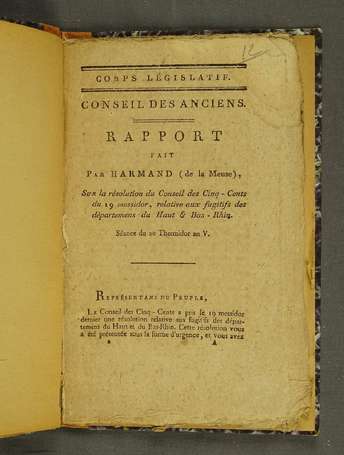 12
CORPS LÉGISLATIF.
CONSEIL DES ANCIENS.
RAPPORT
FAIT
PAR HARMAND (de la Meuse),
Sur la résolution du Conseil des Cinq-Cents
du 19 messidor, relative aux fugitifs des
départemens du Haut & Bas-Rhin.
Séance du 20 Thermidor an V.
REPRÉSENTANS DU PEUPLE,
LE Conseil des Cinq-Cents a pris le 19 messidor
dernier une résolution relative aux fugitifs des dépar-
tement du Haut et du Bas-Rhin. Cette résolution vous
a été présentée sous la forme d'urgence, et vous avez
A